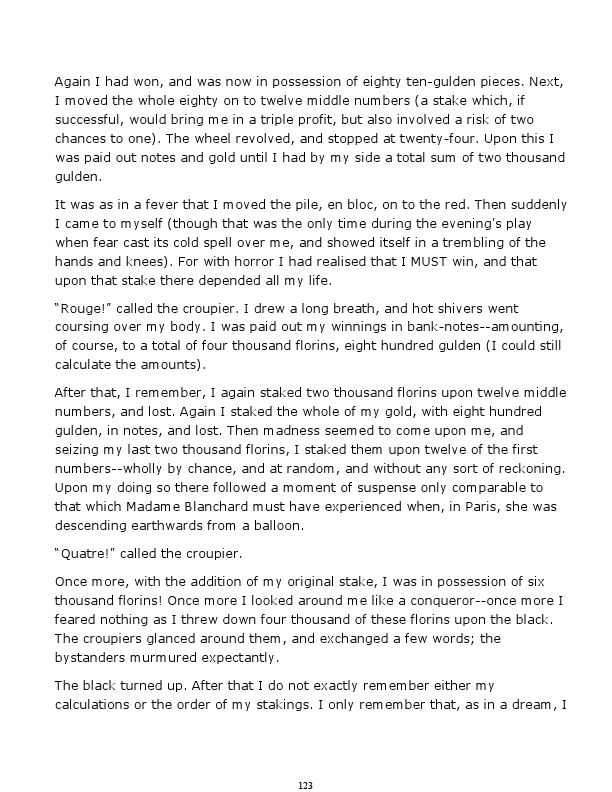 Again I had won, and was now in possession of eighty ten-gulden pieces. Next,
I moved the whole eighty on to twelve middle numbers (a stake which, if
successful, would bring me in a triple profit, but also involved a risk of two
chances to one). The wheel revolved, and stopped at twenty-four. Upon this I
was paid out notes and gold until I had by my side a total sum of two thousand
gulden.
It was as in a fever that I moved the pile, en bloc, on to the red. Then suddenly
I came to myself (though that was the only time during the evening's play
when fear cast its cold spell over me, and showed itself in a trembling of the
hands and knees). For with horror I had realised that I MUST win, and that
upon that stake there depended all my life.
“Rouge!” called the croupier. I drew a long breath, and hot shivers went
coursing over my body. I was paid out my winnings in bank-notes--amounting,
of course, to a total of four thousand florins, eight hundred gulden (I could still
calculate the amounts).
After that, I remember, I again staked two thousand florins upon twelve middle
numbers, and lost. Again I staked the whole of my gold, with eight hundred
gulden, in notes, and lost. Then madness seemed to come upon me, and
seizing my last two thousand florins, I staked them upon twelve of the first
numbers--wholly by chance, and at random, and without any sort of reckoning.
Upon my doing so there followed a moment of suspense only comparable to
that which Madame Blanchard must have experienced when, in Paris, she was
descending earthwards from a balloon.
“Quatre!” called the croupier.
Once more, with the addition of my original stake, I was in possession of six
thousand florins! Once more I looked around me like a conqueror--once more I
feared nothing as I threw down four thousand of these florins upon the black.
The croupiers glanced around them, and exchanged a few words; the
bystanders murmured expectantly.
The black turned up. After that I do not exactly remember either my
calculations or the order of my stakings. I only remember that, as in a dream, I
123